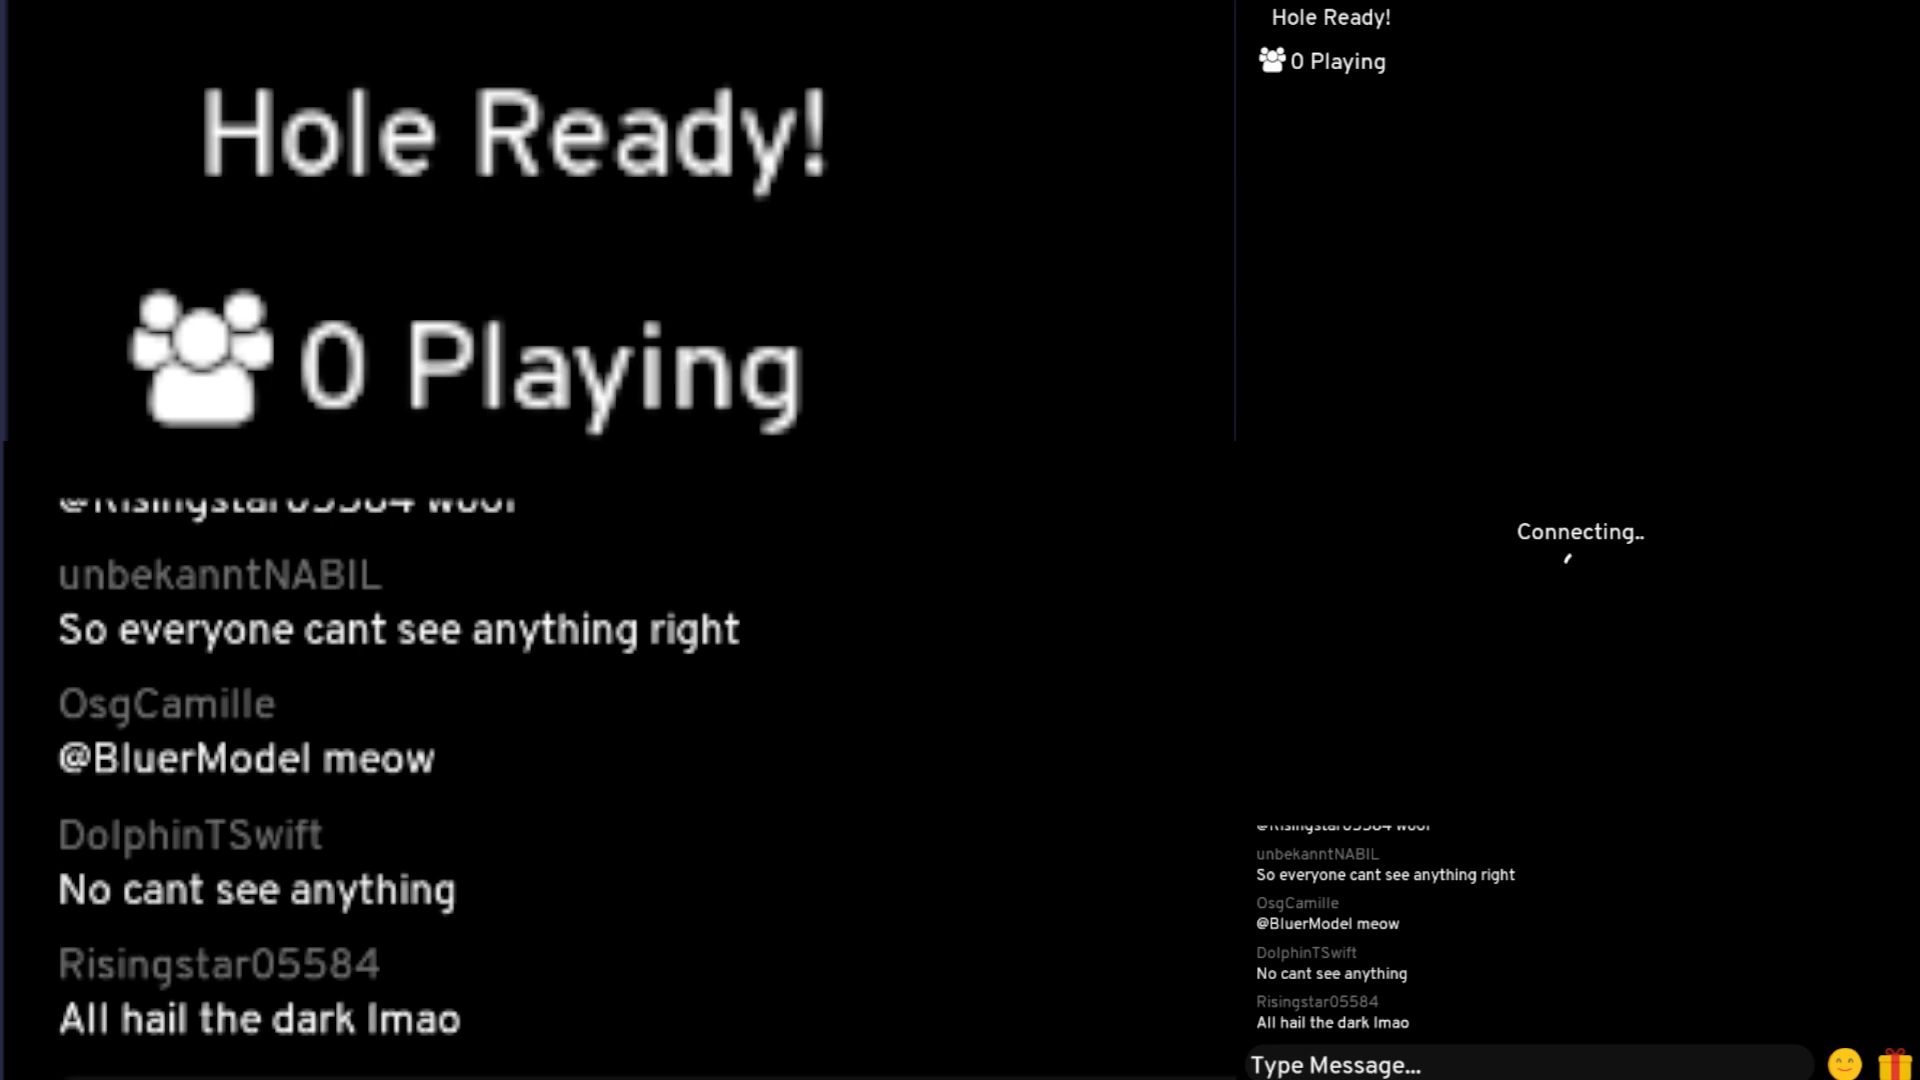 Hole Ready!
0 Playing
unbekanntNABIL
So everyone cant see anything right
OsgCamille
@BluerModel meow
DolphinTSwift
No cant see anything
Risingstar05584
All hail the dark lmao
Hole Ready!
0 Playing
Connecting..
unbekanntNABIL
So everyone cant see anything right
OsgCamille
@BluerModel meow
DolphinTSwift
No cant see anything
Risingstar05584
All hail the dark lmao
Type Message...